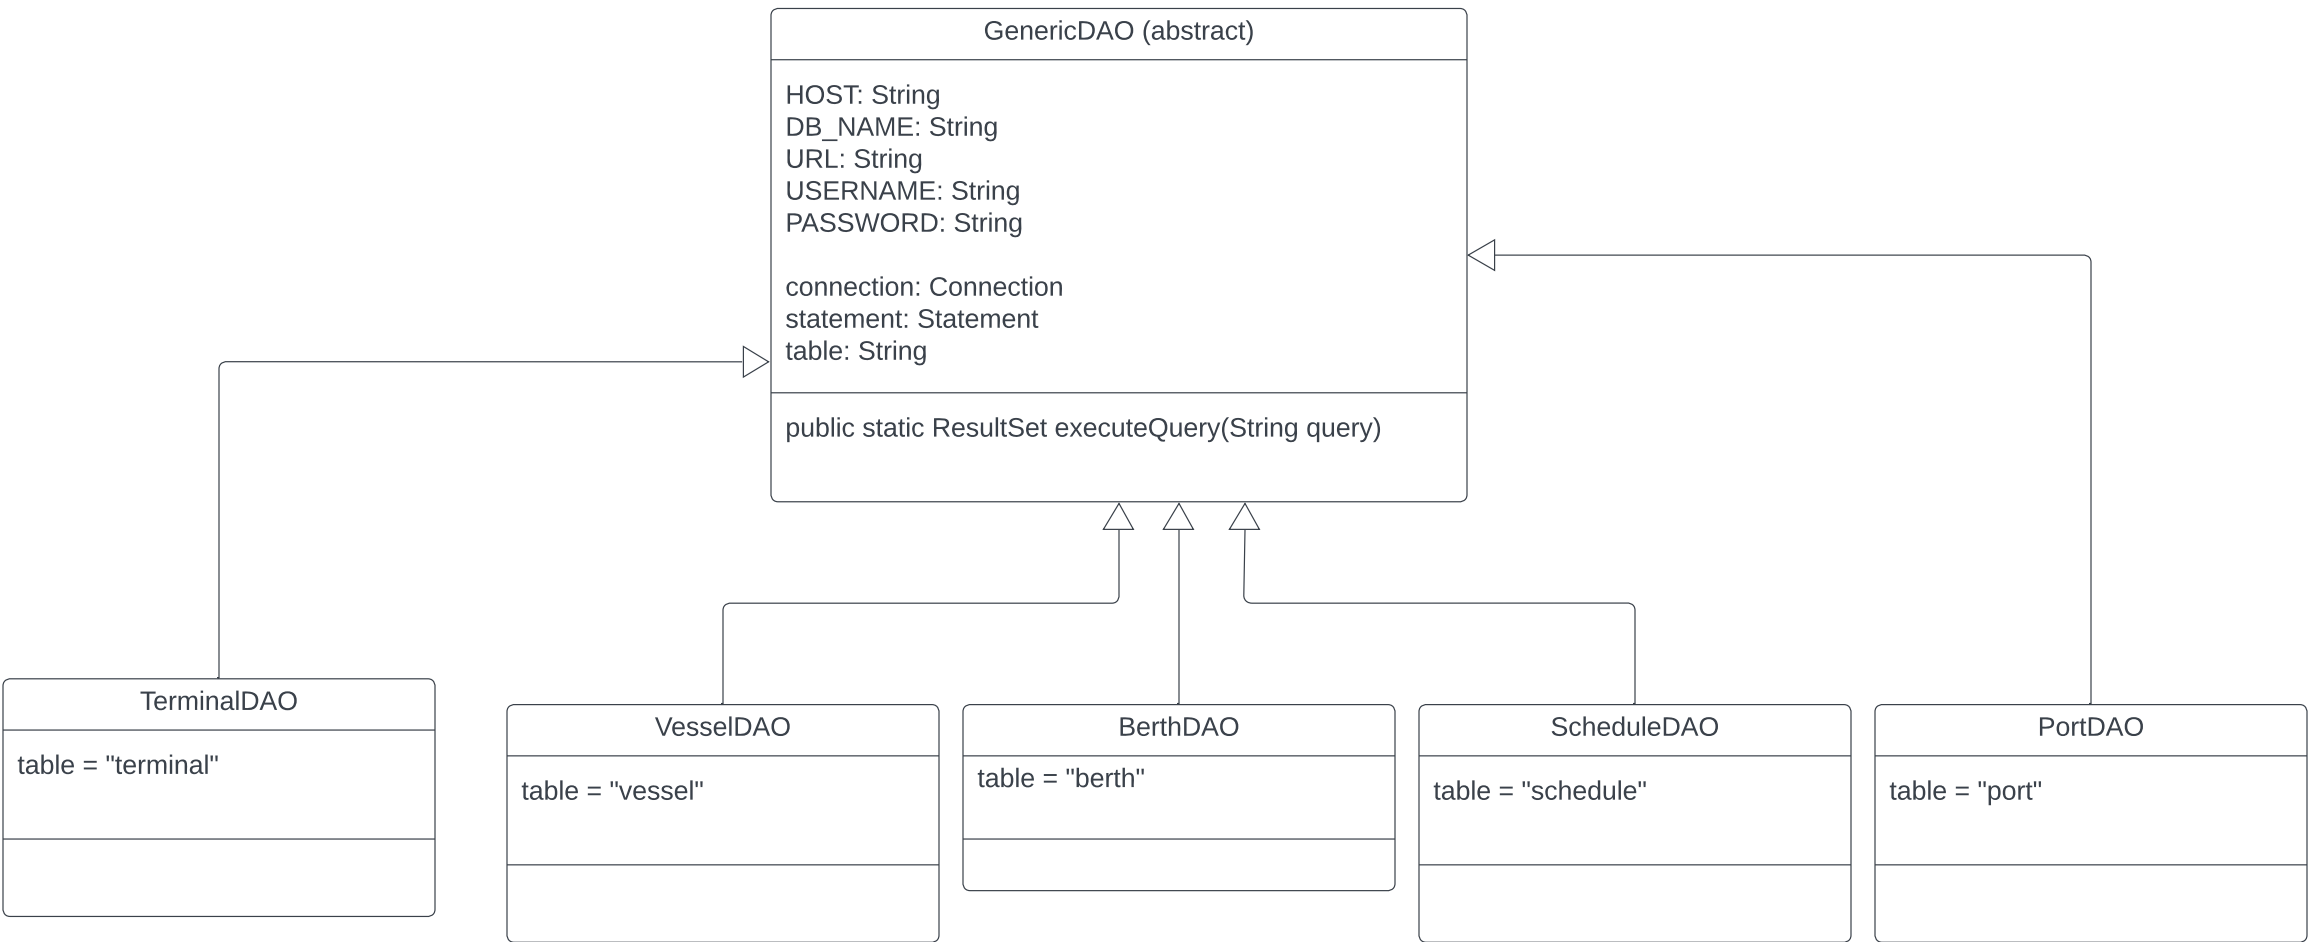 GenericDAO (abstract)
HOST: String
DB_NAME: String
URL: String
USERNAME: String
PASSWORD: String
connection: Connection
statement: Statement
table: String
public static ResultSet executeQuery(String query)
TerminalDAO
table = "terminal"
VesselDAO
table = "vessel"
BerthDAO
table = "berth"
ScheduleDAO
table = "schedule"
PortDAO
table = "port"